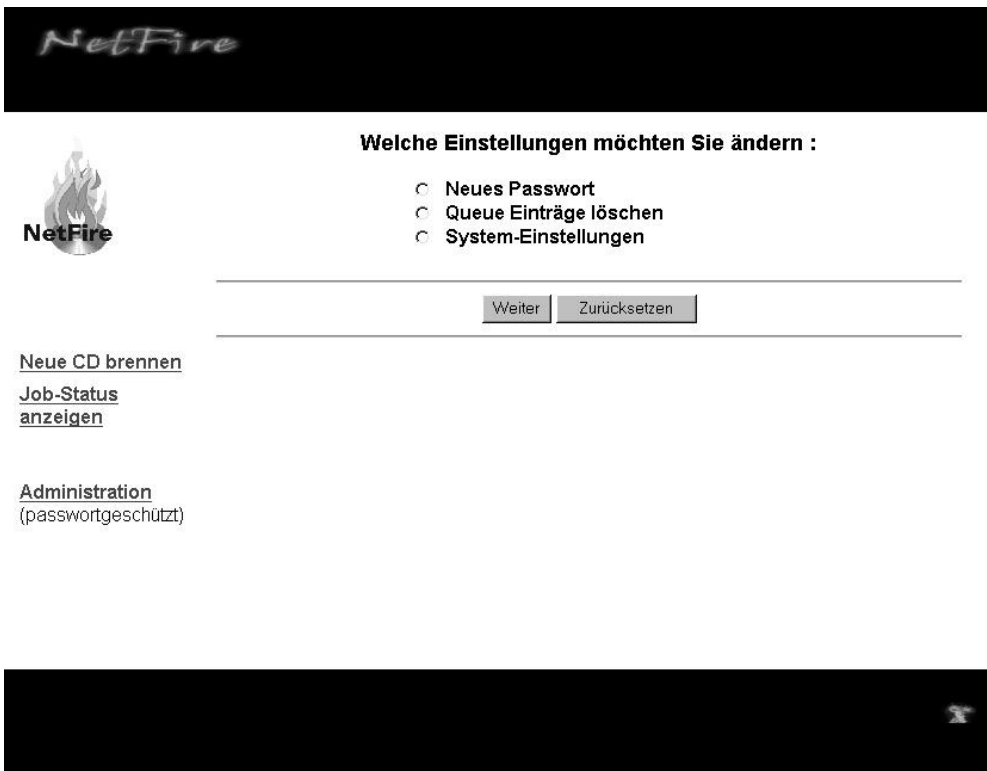 NetFire
NetFire
Welche Einstellungen möchten Sie ändern :
Neues Passwort
Queue Einträge löschen
System-Einstellungen
Weiter
Zurücksetzen
Neue CD brennen
Job-Status
anzeigen
Administration
(passwortgeschützt)